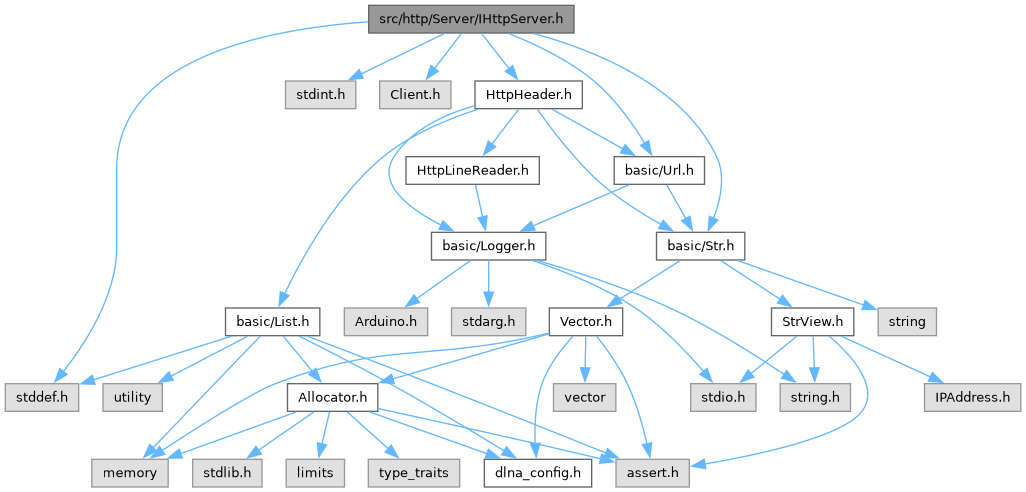 src/http/Server/IHttpServer.h
stdint.h
Client.h
HttpHeader.h
HttpLineReader.h
basic/Url.h
basic/Logger.h
basic/Str.h
basic/List.h
Arduino.h
stdarg.h
Vector.h
StrView.h
string
stddef.h
utility
Allocator.h
vector
stdio.h
string.h
IPAddress.h
memory
stdlib.h
limits
type_traits
dlna_config.h
assert.h